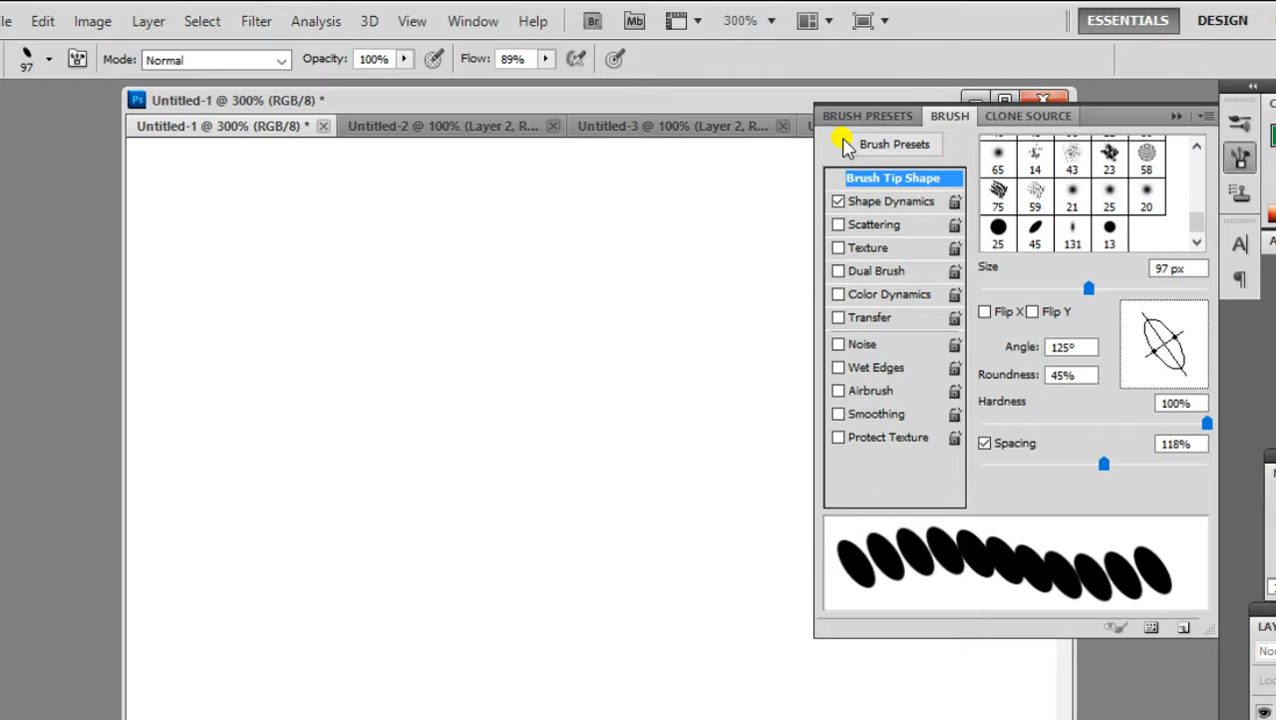 Edit Image Layer Select Filter Analysis 3D View Window Help Br Mb 300% ESSENTIALS DESIGN
97 Mode: Normal Opacity: 100% Flow: 89%
Ps Untitled-1 @ 300% (RGB/8) *
Untitled-1 @ 300% (RGB/8) * Untitled-2 @ 100% (Layer 2, R... Untitled-3 @ 100% (Layer 2, R...
BRUSH PRESETS BRUSH CLONE SOURCE
Brush Presets
Brush Tip Shape
Shape Dynamics
Scattering
Texture
Dual Brush
Color Dynamics
Transfer
Noise
Wet Edges
Airbrush
Smoothing
Protect Texture
65 14 43 23 58
75 59 21 25 20
25 45 131 13
Size 97 px
Flip X Flip Y
Angle: 125°
Roundness: 45%
Hardness 100%
Spacing 118%
A